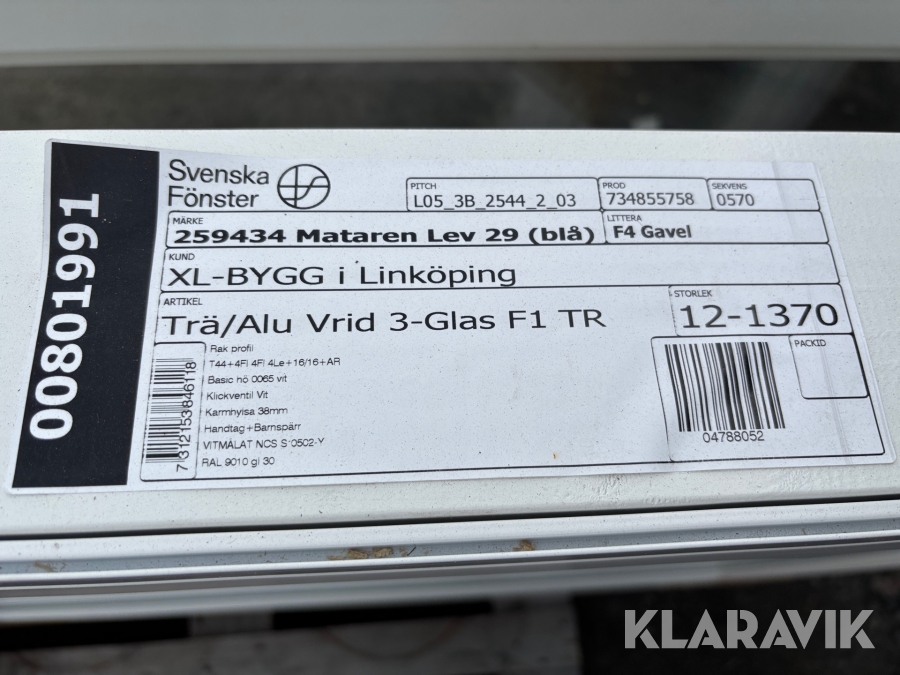 00801991
Svenska
Fönster
PITCH
L05_3B_2544_2_03
PROD
734855758
SEKVENS
0570
MÄRKE
259434 Mataren Lev 29 (blå)
LITTERA
F4 Gavel
KUND
XL-BYGG i Linköping
ARTIKEL
Trä/Alu Vrid 3-Glas F1 TR
STORLEK
12-1370
Rak profil
T44+4FI 4FI 4Le+16/16+AR
Basic hö 0065 vit
Klickventil Vit
Karmhylsa 38mm
Handtag+Barnspärr
VITMÅLAT NCS S 0502-Y
RAL 9010 gl 30
7312153846118
04788052
PACKID
KLARAVIK